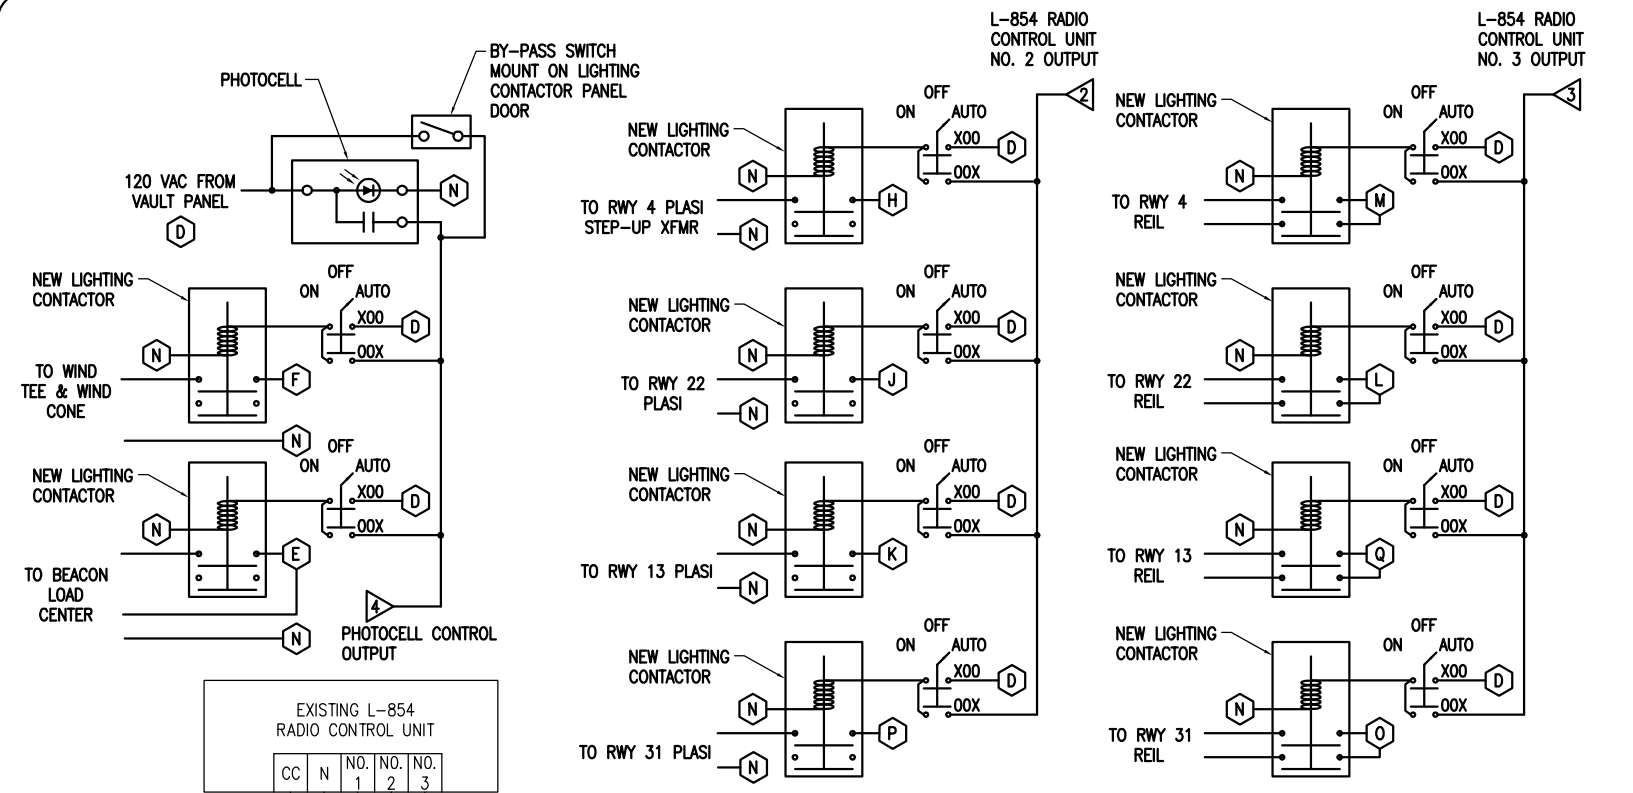 L-854 RADIO
CONTROL UNIT
NO. 2 OUTPUT
L-854 RADIO
CONTROL UNIT
NO. 3 OUTPUT
BY-PASS SWITCH
MOUNT ON LIGHTING
CONTACTOR PANEL
DOOR
PHOTOCELL
120 VAC FROM
VAULT PANEL
D
N
NEW LIGHTING
CONTACTOR
OFF
ON
AUTO
X00
D
00X
N
TO WIND
TEE & WIND
CONE
F
N
NEW LIGHTING
CONTACTOR
OFF
ON
AUTO
X00
D
00X
N
TO BEACON
LOAD
CENTER
E
N
4
PHOTOCELL CONTROL
OUTPUT
EXISTING L-854
RADIO CONTROL UNIT
CC
N
NO.
1
NO.
2
NO.
3
2
NEW LIGHTING
CONTACTOR
OFF
ON
AUTO
X00
D
00X
N
TO RWY 4 PLASI
STEP-UP XFMR
H
N
NEW LIGHTING
CONTACTOR
OFF
ON
AUTO
X00
D
00X
N
TO RWY 22
PLASI
J
N
NEW LIGHTING
CONTACTOR
OFF
ON
AUTO
X00
D
00X
N
TO RWY 13 PLASI
K
N
NEW LIGHTING
CONTACTOR
OFF
ON
AUTO
X00
D
00X
N
TO RWY 31 PLASI
P
N
3
NEW LIGHTING
CONTACTOR
OFF
ON
AUTO
X00
D
00X
N
TO RWY 4
REIL
M
NEW LIGHTING
CONTACTOR
OFF
ON
AUTO
X00
D
00X
N
TO RWY 22
REIL
L
NEW LIGHTING
CONTACTOR
OFF
ON
AUTO
X00
D
00X
N
TO RWY 13
REIL
Q
NEW LIGHTING
CONTACTOR
OFF
ON
AUTO
X00
D
00X
N
TO RWY 31
REIL
O